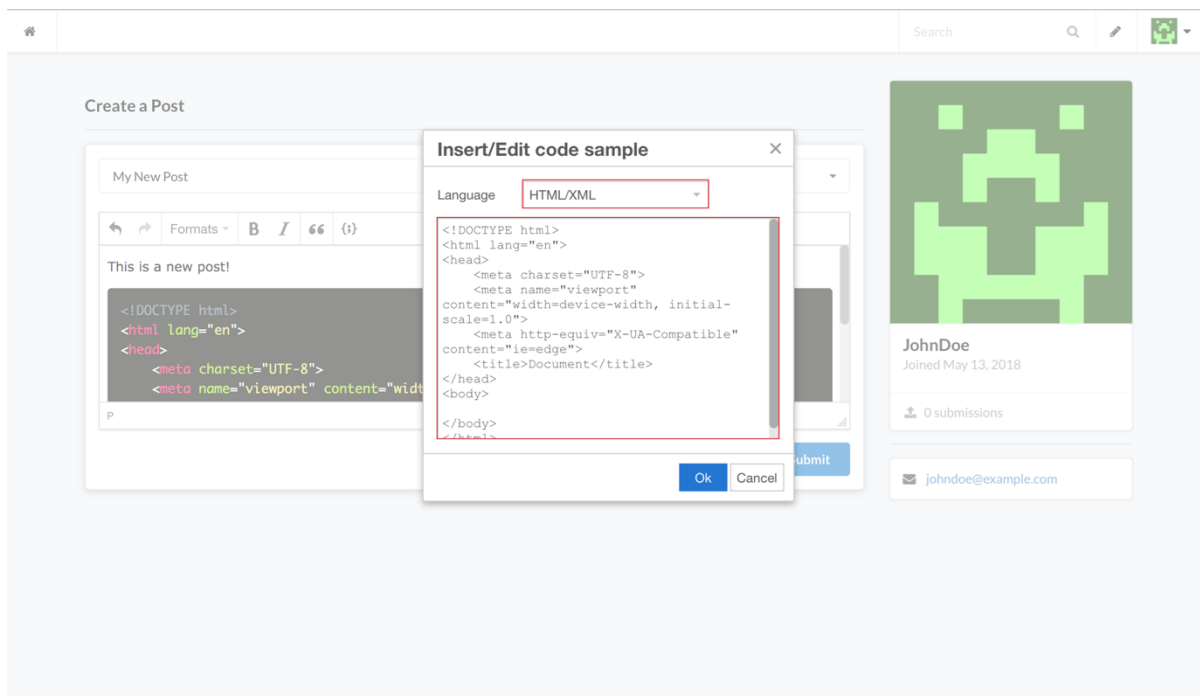 Search
Create a Post
My New Post
Formats
B I
This is a new post!
<!DOCTYPE html>
<html lang="en">
<head>
<meta charset="UTF-8">
<meta name="viewport" content="widt
P
Submit
Insert/Edit code sample
Language HTML/XML
<!DOCTYPE html>
<html lang="en">
<head>
<meta charset="UTF-8">
<meta name="viewport"
content="width=device-width, initial-
scale=1.0">
<meta http-equiv="X-UA-Compatible"
content="ie=edge">
<title>Document</title>
</head>
<body>
</body>
</html>
Ok Cancel
JohnDoe
Joined May 13, 2018
0 submissions
johndoe@example.com